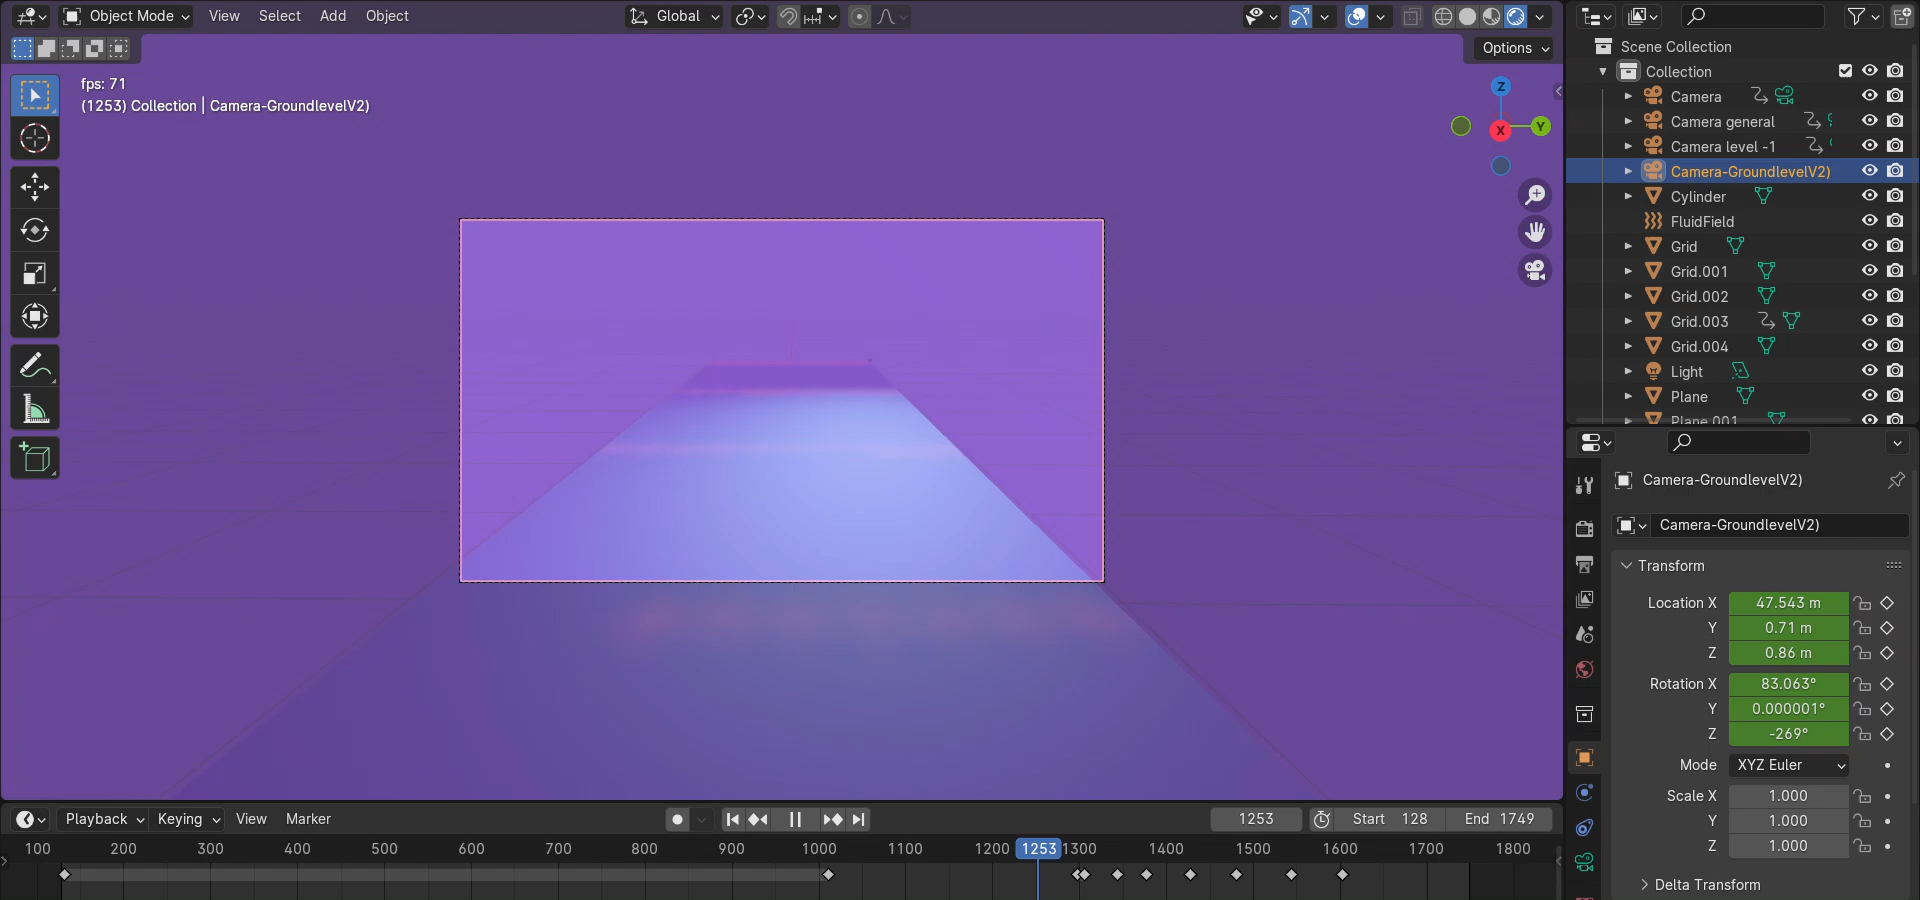 Object Mode View Select Add Object Global
Options
fps: 71
(1253) Collection | Camera-GroundlevelV2)
Z
X
Y
Scene Collection
Collection
Camera
Camera general
Camera level -1
Camera-GroundlevelV2)
Cylinder
FluidField
Grid
Grid.001
Grid.002
Grid.003
Grid.004
Light
Plane
Plane.001
Camera-GroundlevelV2)
Camera-GroundlevelV2)
Transform
Location X 47.543 m
Y 0.71 m
Z 0.86 m
Rotation X 83.063°
Y 0.000001°
Z -269°
Mode XYZ Euler
Scale X 1.000
Y 1.000
Z 1.000
Delta Transform
Playback Keying View Marker 1253 Start 128 End 1749
100 200 300 400 500 600 700 800 900 1000 1100 1200 1253 1300 1400 1500 1600 1700 1800